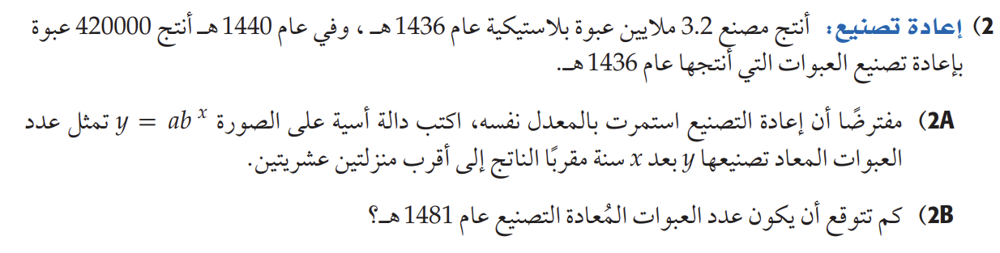 2) إعادة تصنيع: أنتج مصنع 3.2 ملايين عبوة بلاستيكية عام 1436 هـ ، وفي عام 1440 هـ أنتج 420000 عبوة
بإعادة تصنيع العبوات التي أنتجها عام 1436 هـ.
2A) مفترضًا أن إعادة التصنيع استمرت بالمعدل نفسه، اكتب دالة أسية على الصورة y = ab^x تمثل عدد
العبوات المعاد تصنيعها y بعد x سنة مقربًا الناتج إلى أقرب منزلتين عشريتين.
2B) كم تتوقع أن يكون عدد العبوات المُعادة التصنيع عام 1481 هـ؟